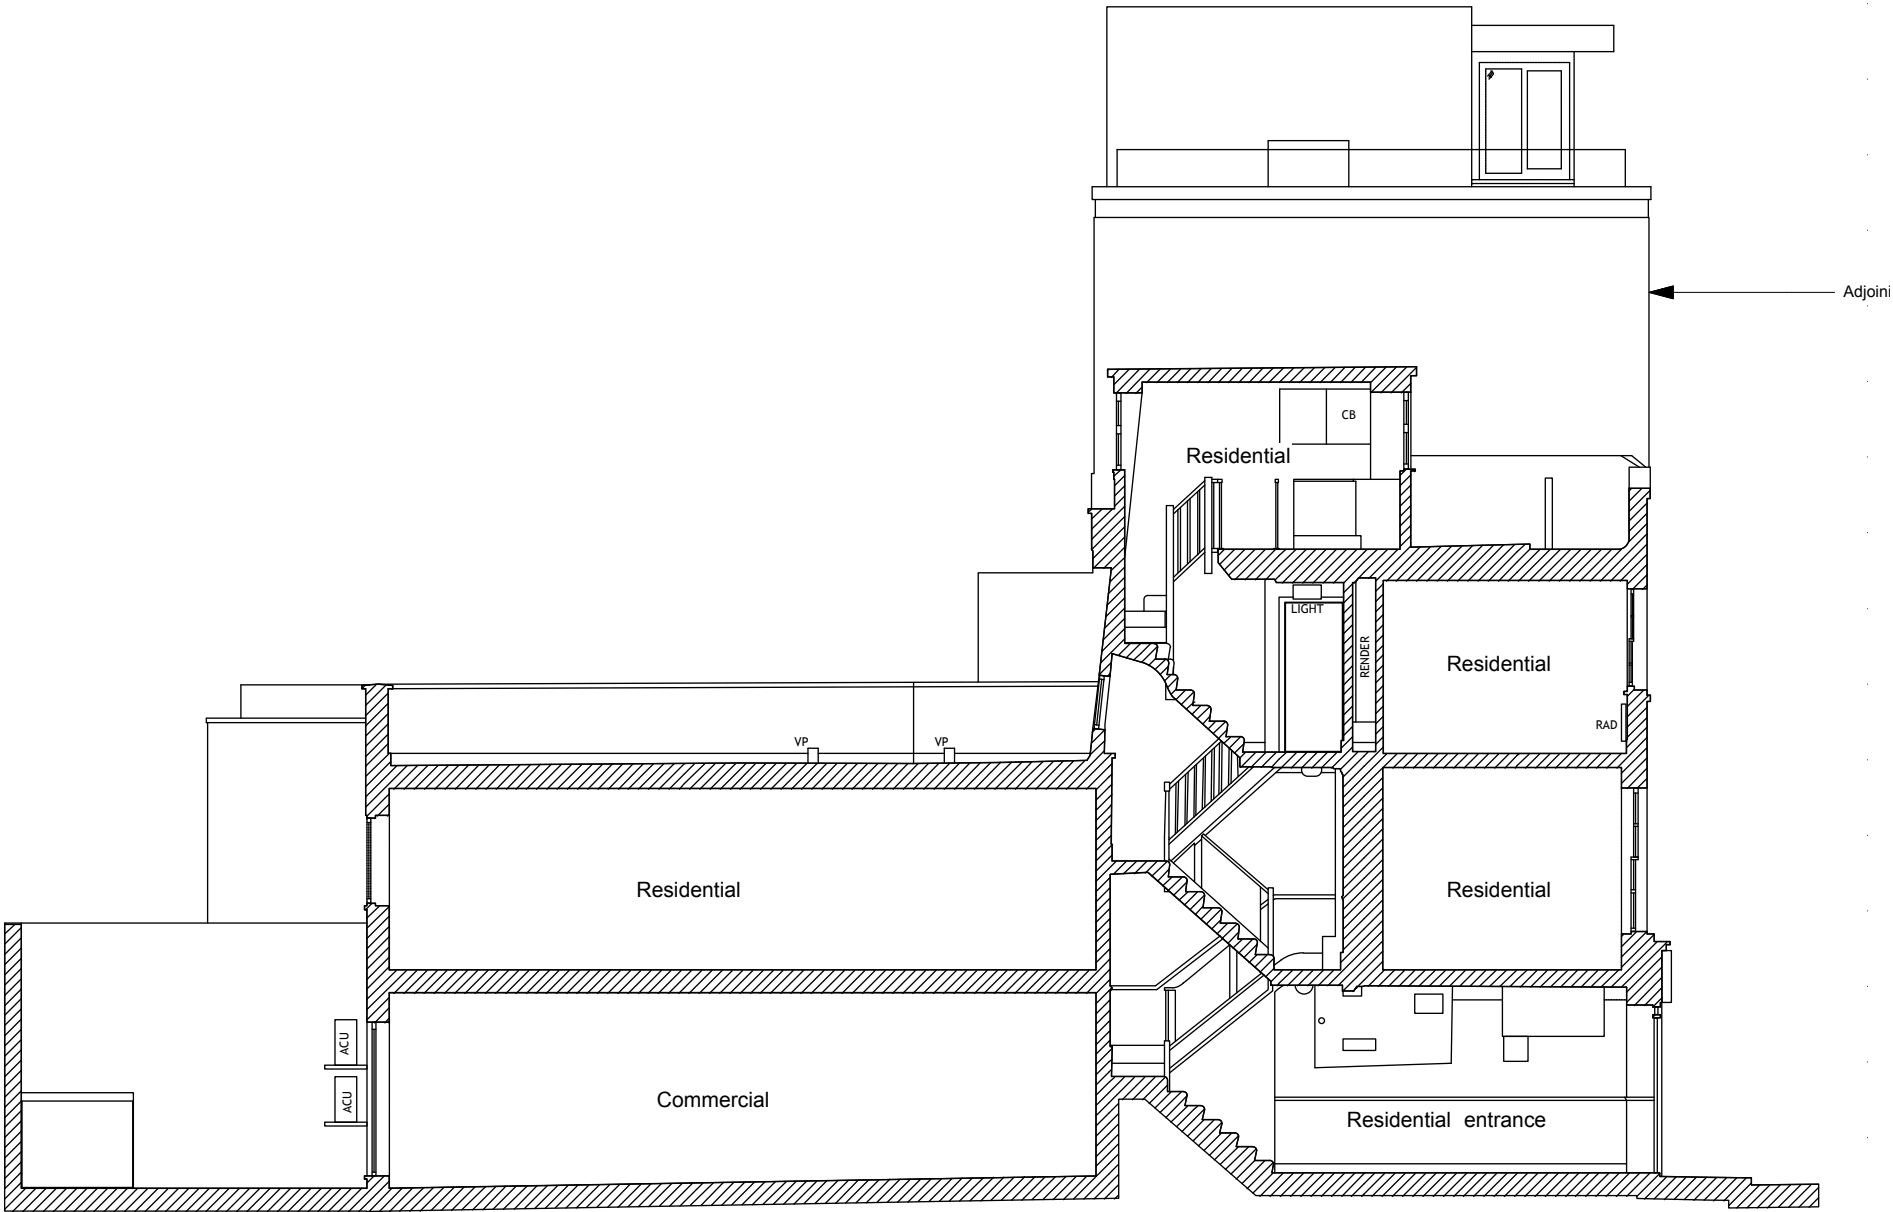 Adjoini
CB
Residential
LIGHT
RENDER
Residential
RAD
VP
VP
Residential
Residential
ACU
ACU
Commercial
Residential entrance